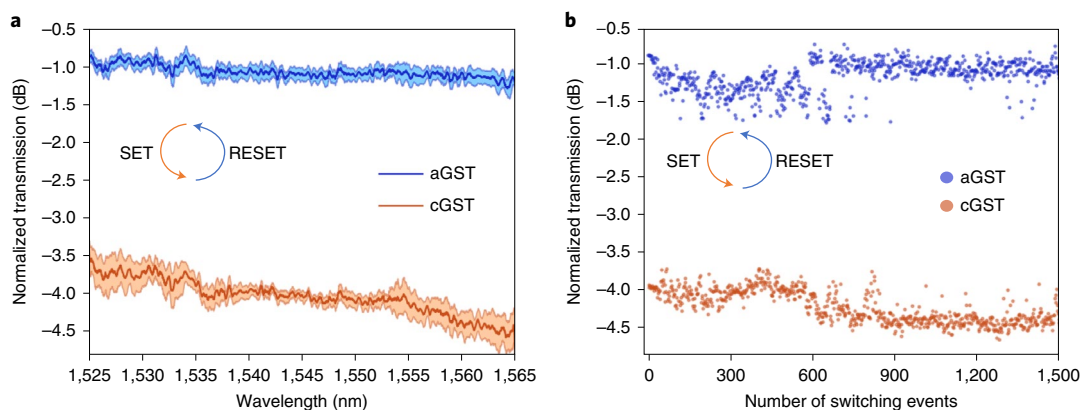 a
Normalized transmission (dB)
–0.5
–1.0
–1.5
–2.0
–2.5
–3.0
–3.5
–4.0
–4.5
SET
RESET
aGST
cGST
1,525 1,530 1,535 1,540 1,545 1,550 1,555 1,560 1,565
Wavelength (nm)
b
Normalized transmission (dB)
–0.5
–1.0
–1.5
–2.0
–2.5
–3.0
–3.5
–4.0
–4.5
SET
RESET
aGST
cGST
0 300 600 900 1,200 1,500
Number of switching events